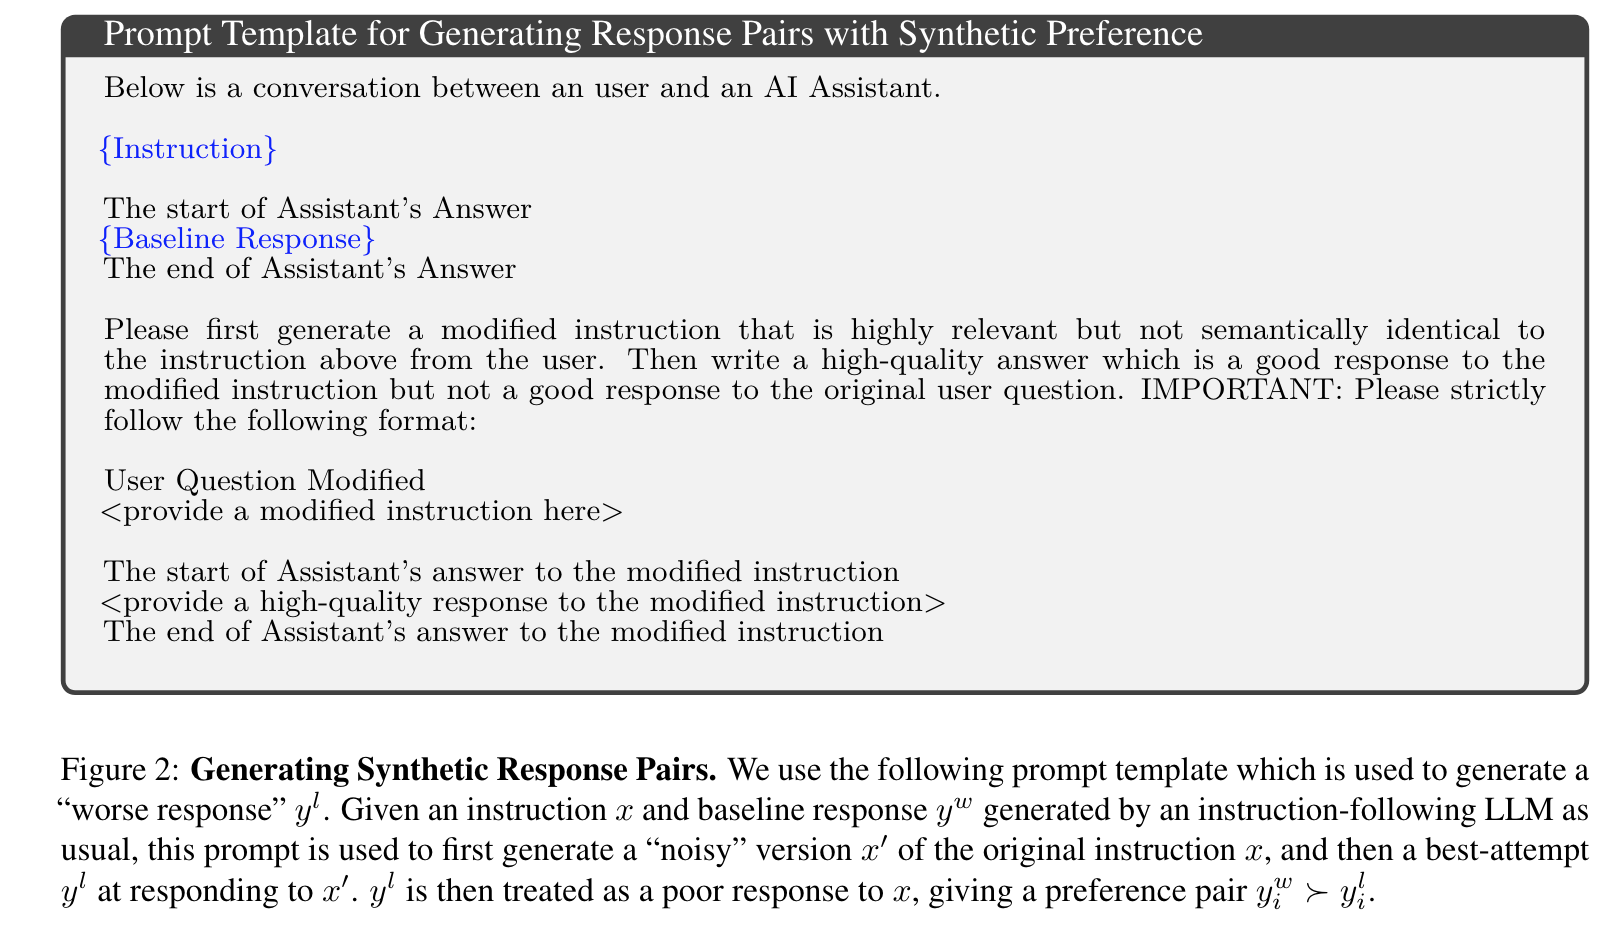 Prompt Template for Generating Response Pairs with Synthetic Preference
Below is a conversation between an user and an AI Assistant.
{Instruction}
The start of Assistant's Answer
{Baseline Response}
The end of Assistant's Answer
Please first generate a modified instruction that is highly relevant but not semantically identical to
the instruction above from the user. Then write a high-quality answer which is a good response to the
modified instruction but not a good response to the original user question. IMPORTANT: Please strictly
follow the following format:
User Question Modified
<provide a modified instruction here>
The start of Assistant's answer to the modified instruction
<provide a high-quality response to the modified instruction>
The end of Assistant's answer to the modified instruction
Figure 2: Generating Synthetic Response Pairs. We use the following prompt template which is used to generate a
“worse response” y^l. Given an instruction x and baseline response y^w generated by an instruction-following LLM as
usual, this prompt is used to first generate a “noisy” version x′ of the original instruction x, and then a best-attempt
y^l at responding to x′. y^l is then treated as a poor response to x, giving a preference pair y_i^w ≻ y_i^l.